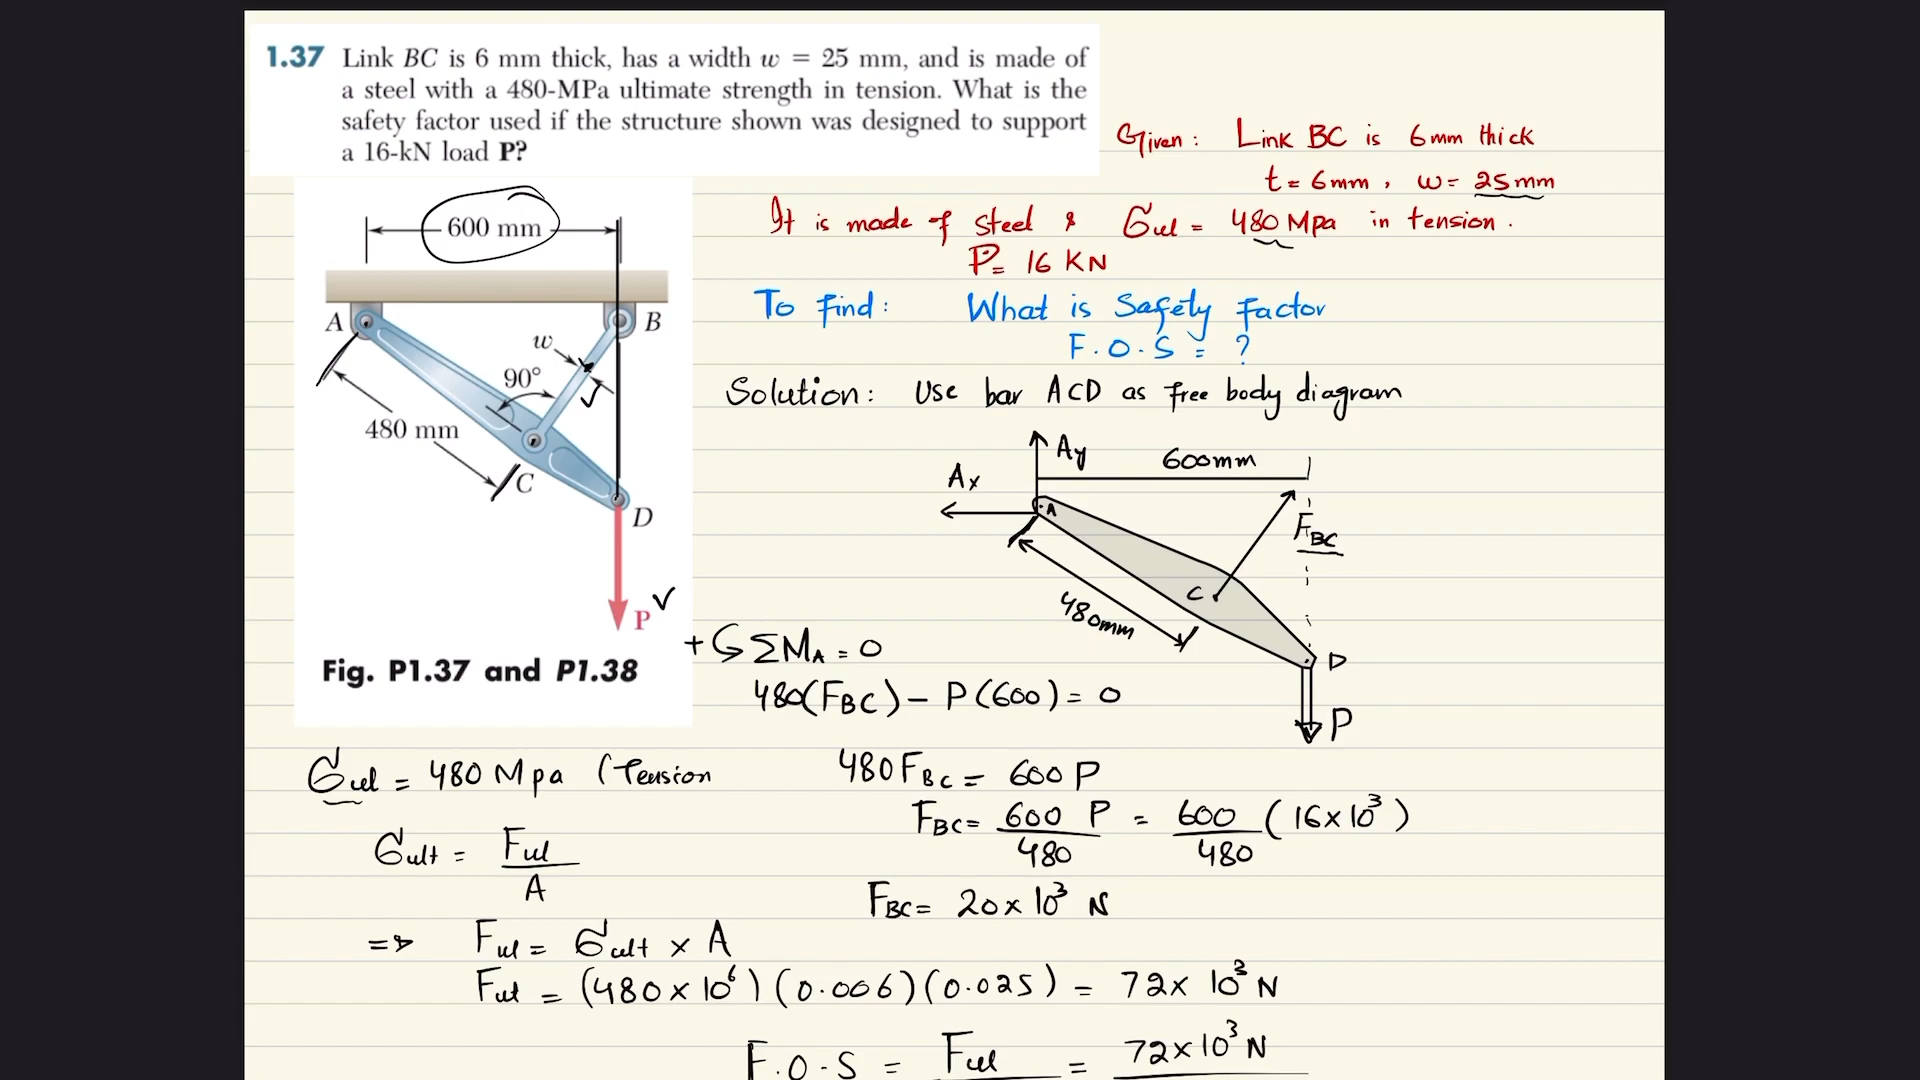 1.37 Link BC is 6 mm thick, has a width w = 25 mm, and is made of
a steel with a 480-MPa ultimate strength in tension. What is the
safety factor used if the structure shown was designed to support
a 16-kN load P?
Given: Link BC is 6mm thick
t = 6mm, w = 25mm
It is made of steel & σul = 480 Mpa in tension.
P = 16 KN
To find: What is Safety factor
F.O.S = ?
Solution: Use bar ACD as free body diagram
600 mm
A
B
w
90°
480 mm
C
D
P
Fig. P1.37 and P1.38
Ay
600mm
Ax
A
FBC
C
480mm
D
P
+↺ ΣMA = 0
480(FBC) - P(600) = 0
σul = 480 Mpa (Tension
480 FBC = 600 P
FBC = 600 P / 480 = 600 / 480 (16×10³)
σult = Ful / A
FBC = 20×10³ N
=> Ful = σult × A
Fut = (480×10⁶)(0.006)(0.025) = 72×10³ N
F.O.S = Ful = 72×10³ N